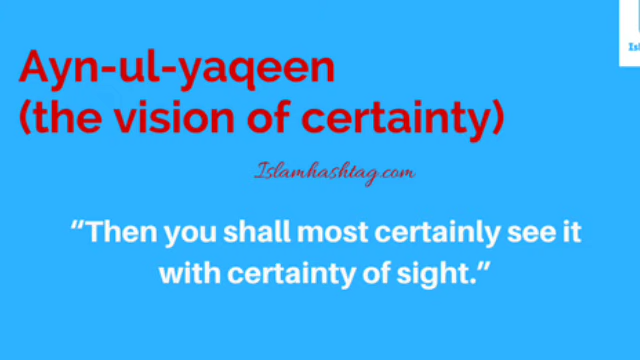 Ayn-ul-yaqeen
(the vision of certainty)
Islamhashtag.com
“Then you shall most certainly see it
with certainty of sight.”